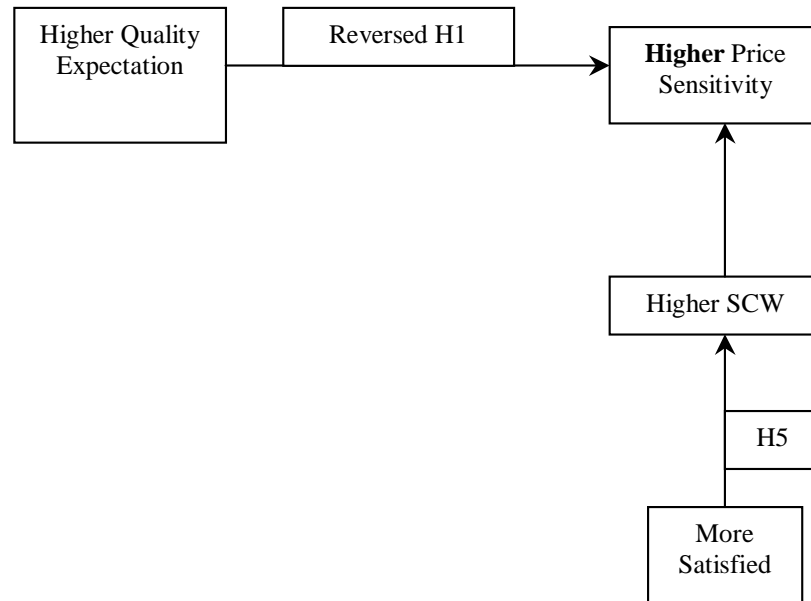 Higher Quality
Expectation
Reversed H1
Higher Price
Sensitivity
Higher SCW
H5
More
Satisfied